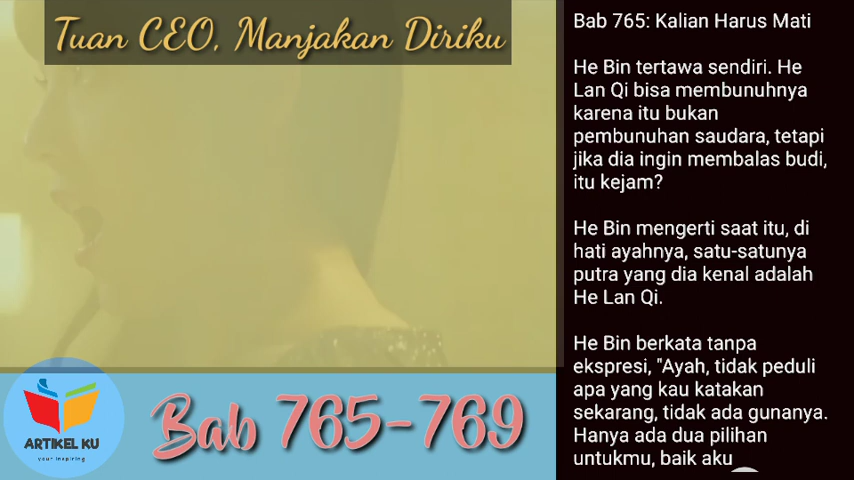 Tuan CEO, Manjakan Diriku
ARTIKEL KU
your inspiring
Bab 765-769
Bab 765: Kalian Harus Mati
He Bin tertawa sendiri. He
Lan Qi bisa membunuhnya
karena itu bukan
pembunuhan saudara, tetapi
jika dia ingin membalas budi,
itu kejam?
He Bin mengerti saat itu, di
hati ayahnya, satu-satunya
putra yang dia kenal adalah
He Lan Qi.
He Bin berkata tanpa
ekspresi, "Ayah, tidak peduli
apa yang kau katakan
sekarang, tidak ada gunanya.
Hanya ada dua pilihan
untukmu, baik aku